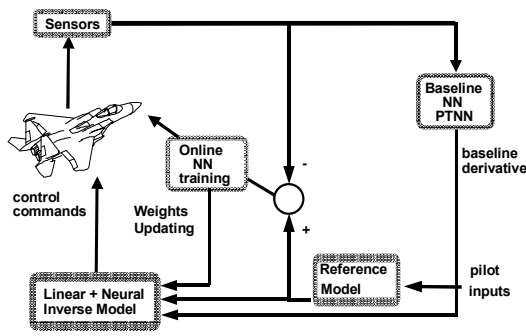 Sensors
Baseline
NN
PTNN
baseline
derivative
-
Online
NN
training
control
commands
Weights
Updating
+
Reference
Model
pilot
inputs
Linear + Neural
Inverse Model